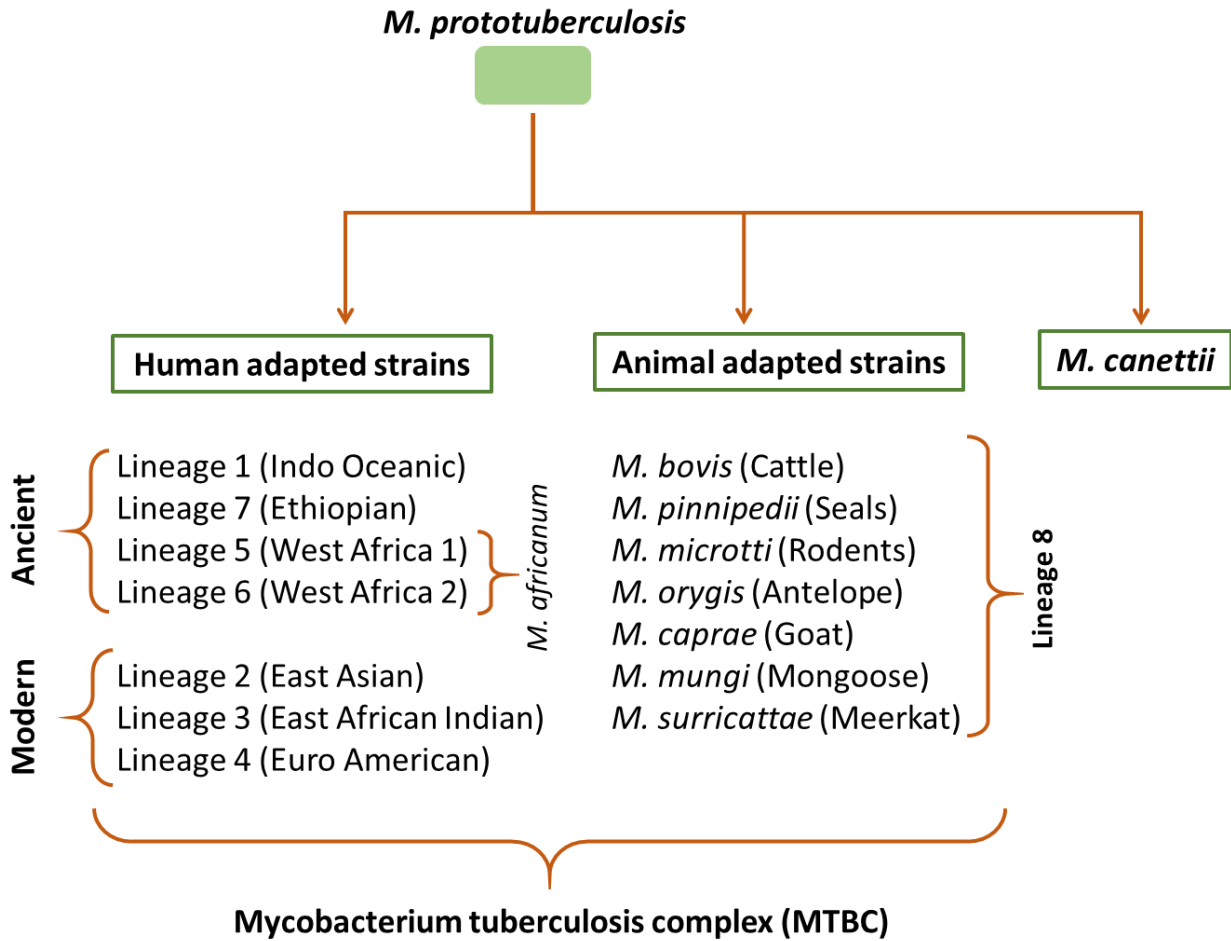 M. prototuberculosis
Human adapted strains
Animal adapted strains
M. canettii
Ancient
Lineage 1 (Indo Oceanic)
Lineage 7 (Ethiopian)
Lineage 5 (West Africa 1)
Lineage 6 (West Africa 2)
M. africanum
Modern
Lineage 2 (East Asian)
Lineage 3 (East African Indian)
Lineage 4 (Euro American)
M. bovis (Cattle)
M. pinnipedii (Seals)
M. microtti (Rodents)
M. orygis (Antelope)
M. caprae (Goat)
M. mungi (Mongoose)
M. surricattae (Meerkat)
Lineage 8
Mycobacterium tuberculosis complex (MTBC)